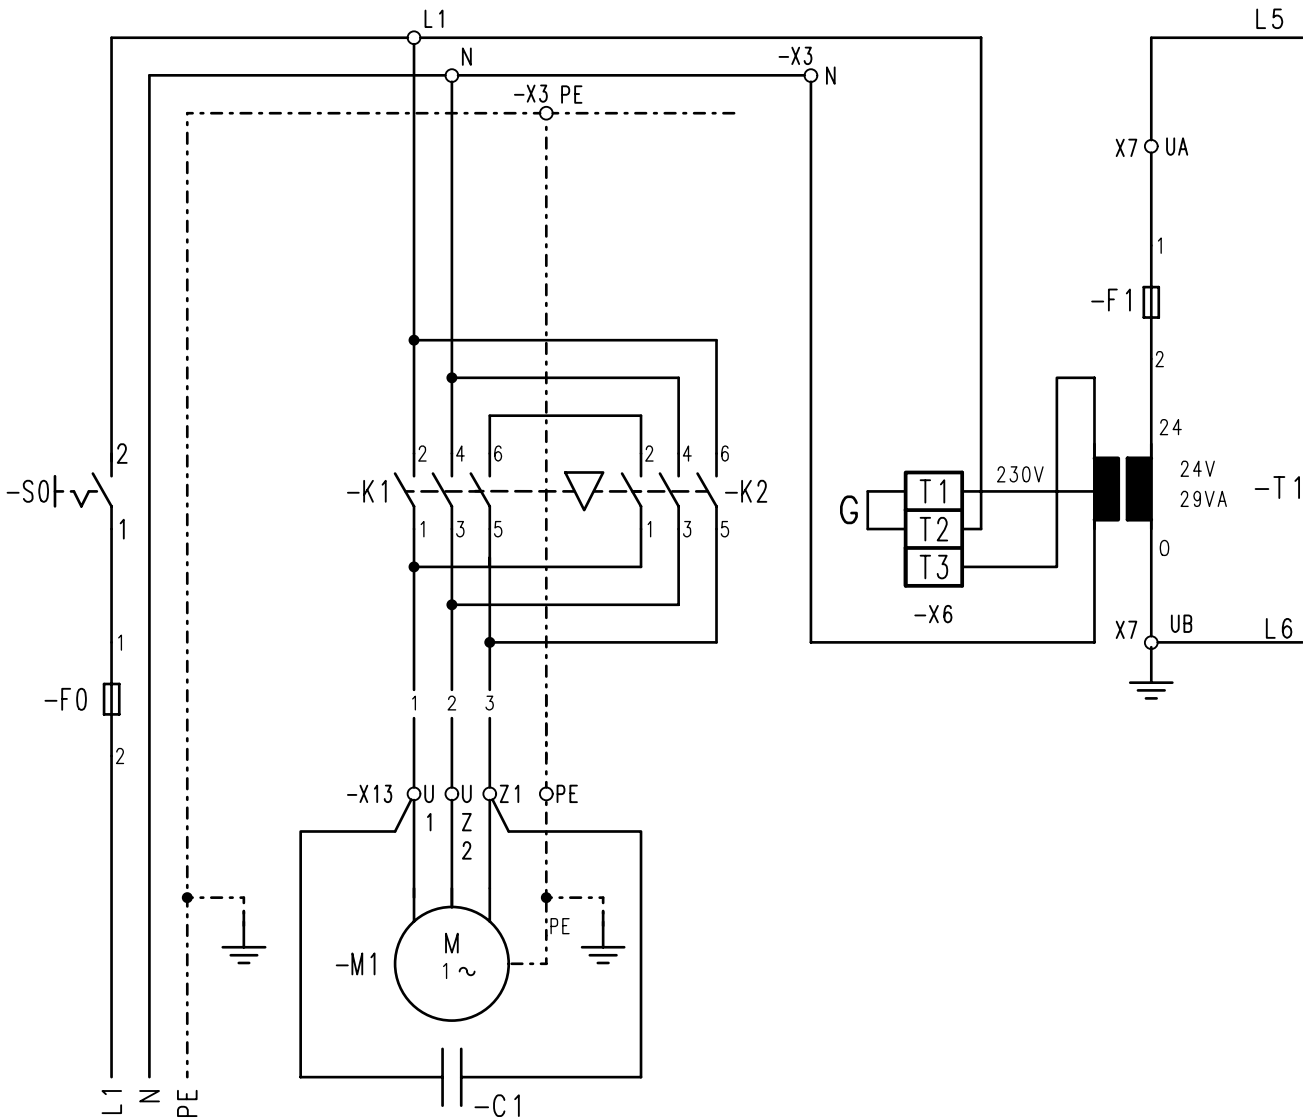 L1
L5
N
-X3
N
-X3 PE
X7
UA
1
-F1
2
24
2
2
4
6
2
4
6
-S0
-K1
-K2
230V
24V
29VA
-T1
G
T1
T2
T3
1
1
3
5
1
3
5
0
-X6
X7
UB
L6
1
-F0
1
2
3
2
-X13
U
1
U
Z
2
Z1
PE
PE
-M1
M
1~
L1
N
PE
-C1